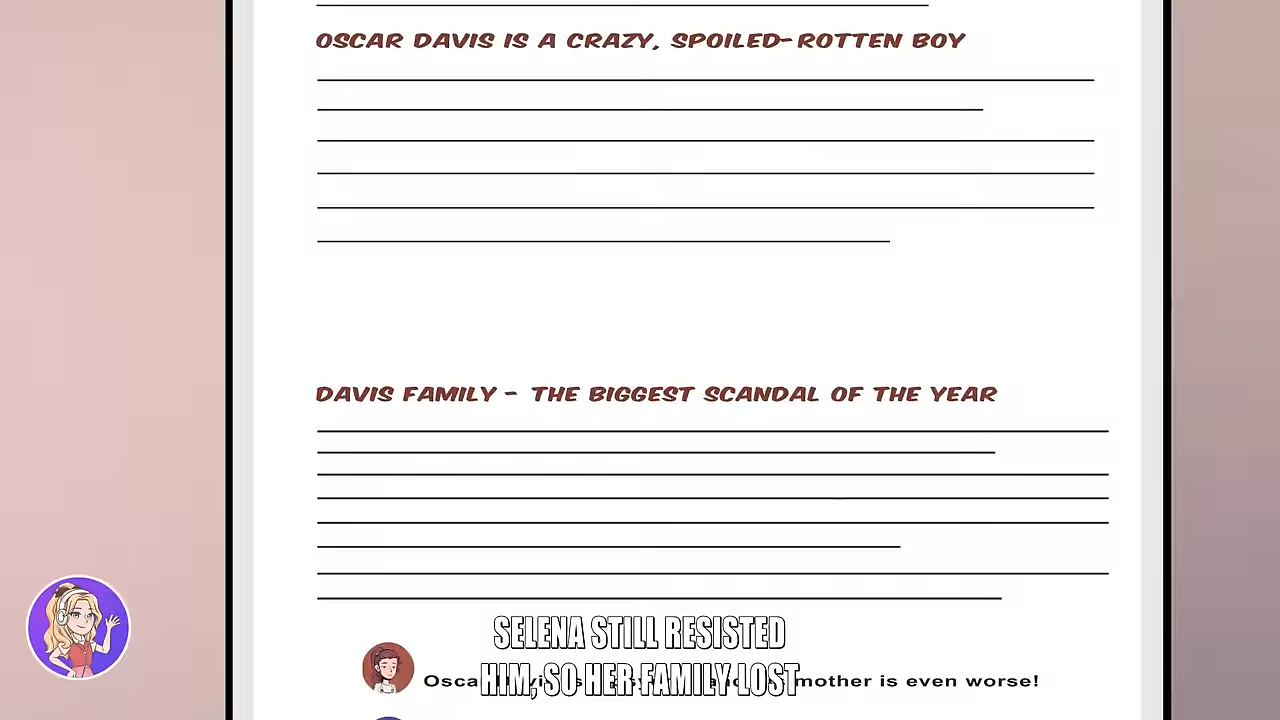 OSCAR DAVIS IS A CRAZY, SPOILED-ROTTEN BOY
DAVIS FAMILY - THE BIGGEST SCANDAL OF THE YEAR
SELENA STILL RESISTED
HIM, SO HER FAMILY LOST
mother is even worse!